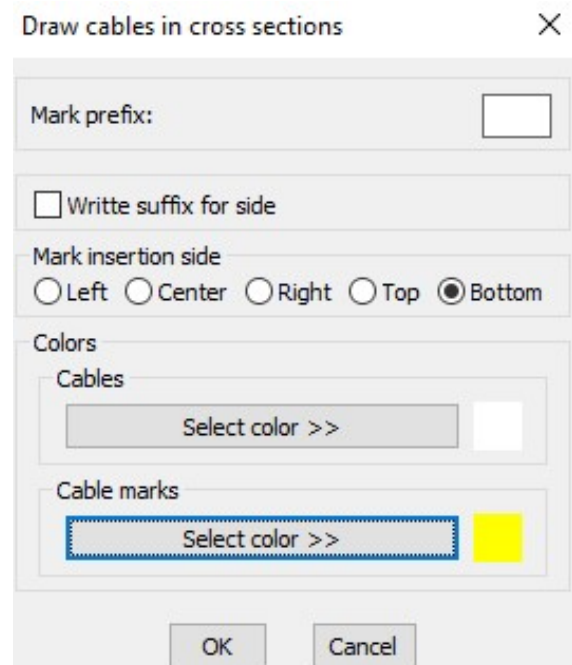 Draw cables in cross sections
Mark prefix:
Writte suffix for side
Mark insertion side
Left Center Right Top Bottom
Colors
Cables
Select color >>
Cable marks
Select color >>
OK Cancel